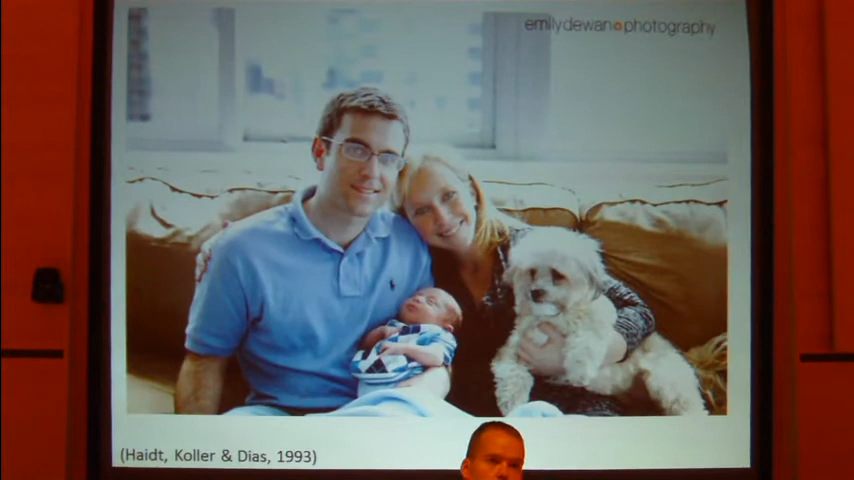 emilydewan photography
(Haidt, Koller & Dias, 1993)